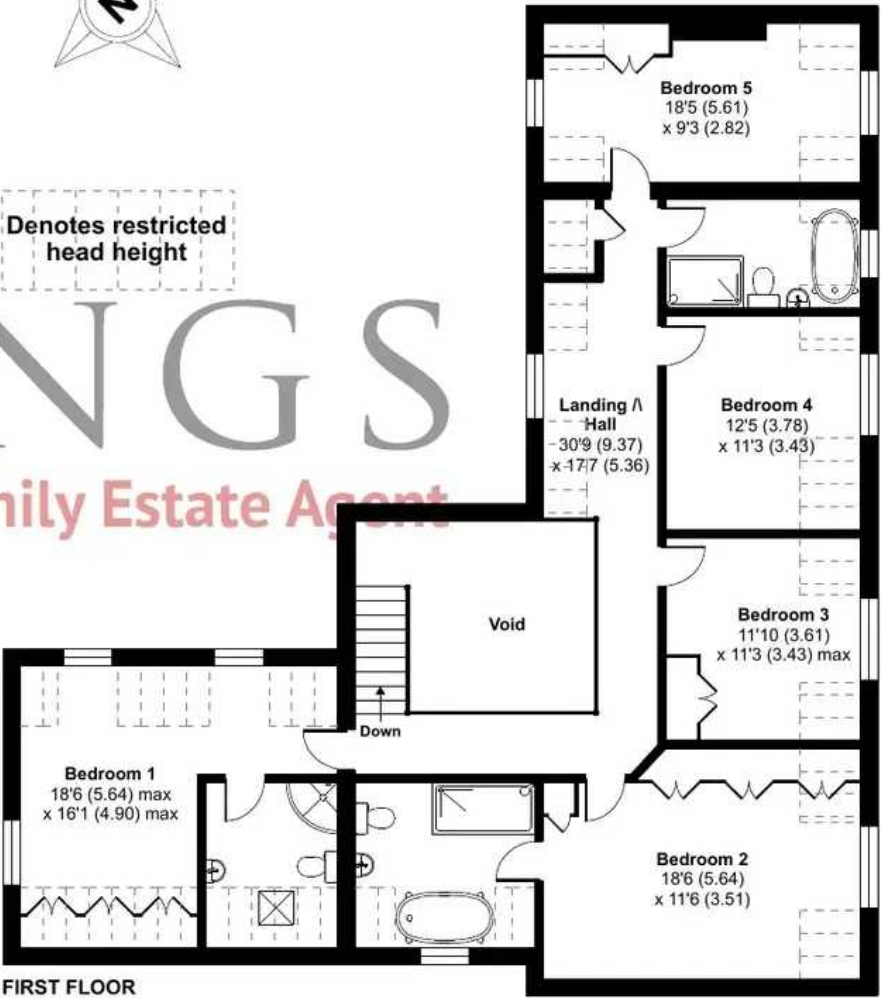 N
Denotes restricted
head height
NGS
mily Estate Agent
Bedroom 5
18'5 (5.61)
x 9'3 (2.82)
Landing /\
Hall
30'9 (9.37)
x 17'7 (5.36)
Bedroom 4
12'5 (3.78)
x 11'3 (3.43)
Void
Bedroom 3
11'10 (3.61)
x 11'3 (3.43) max
Down
Bedroom 1
18'6 (5.64) max
x 16'1 (4.90) max
Bedroom 2
18'6 (5.64)
x 11'6 (3.51)
FIRST FLOOR